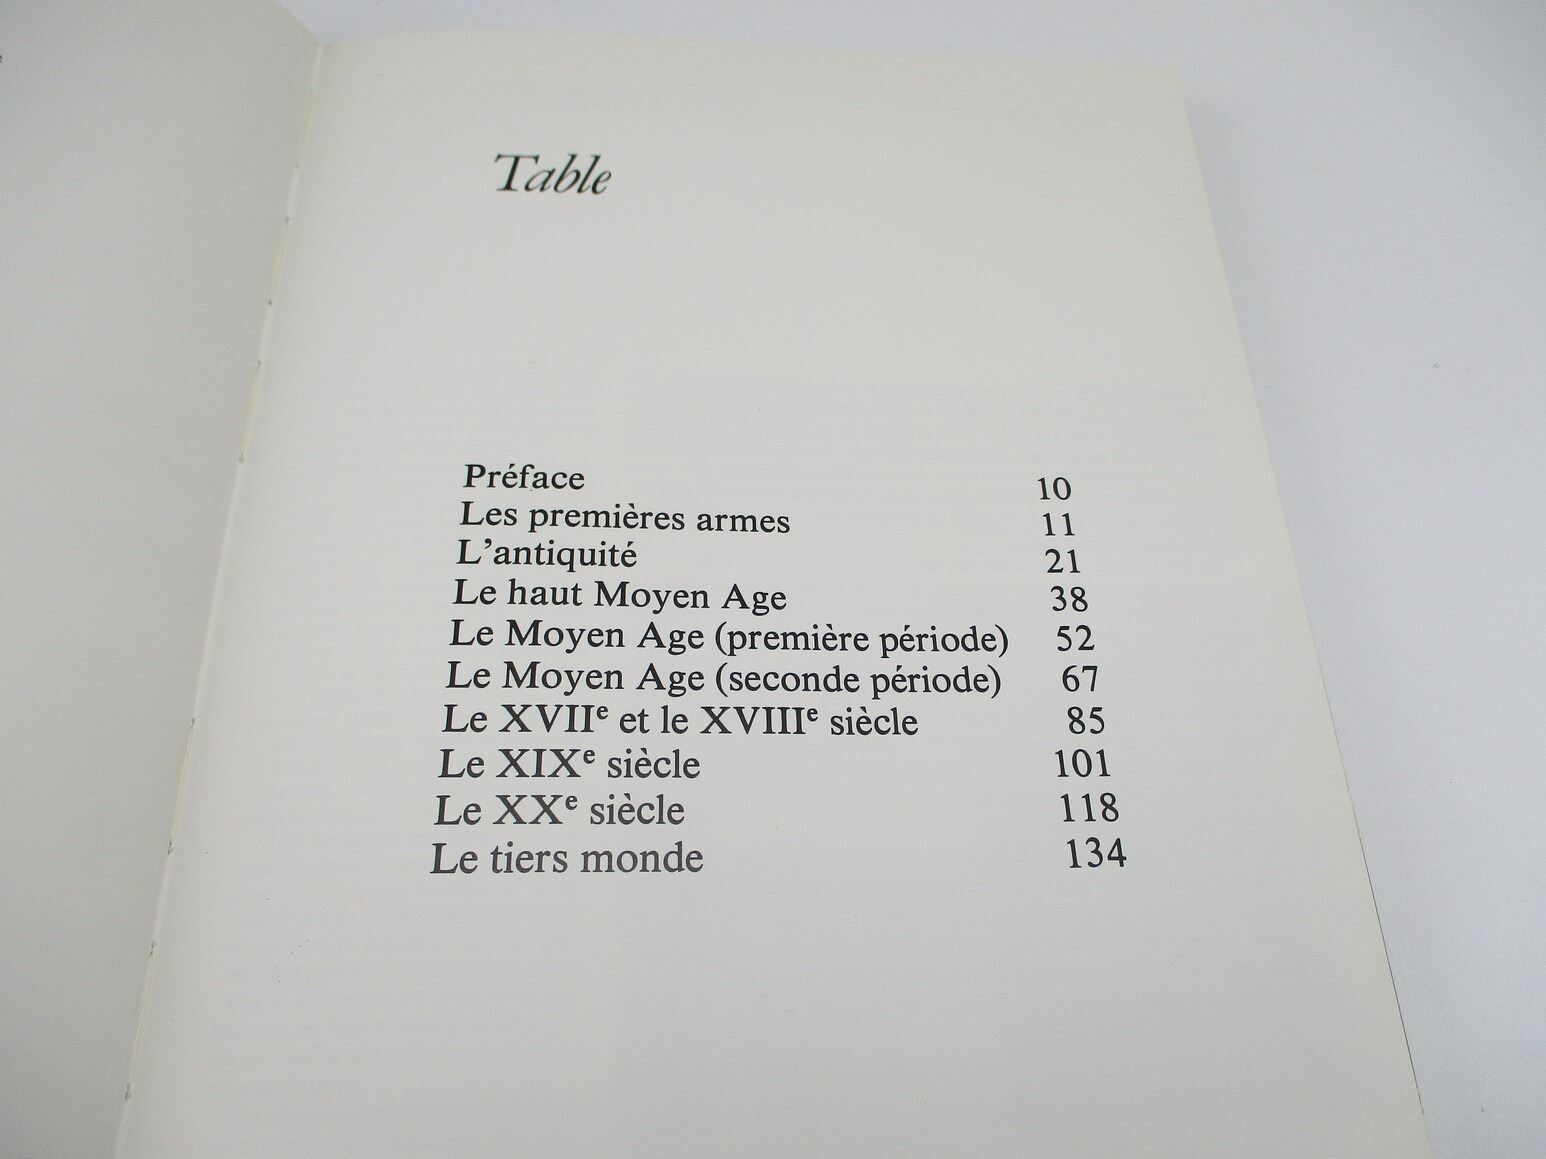 Table
Préface 10
Les premières armes 11
L'antiquité 21
Le haut Moyen Age 38
Le Moyen Age (première période) 52
Le Moyen Age (seconde période) 67
Le XVIIᵉ et le XVIIIᵉ siècle 85
Le XIXᵉ siècle 101
Le XXᵉ siècle 118
Le tiers monde 134